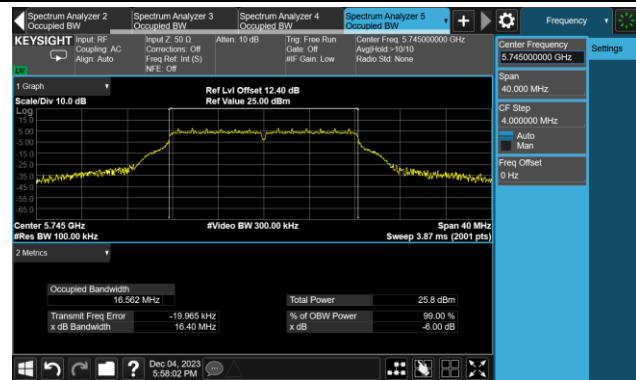 Spectrum Analyzer 2
Occupied BW
Spectrum Analyzer 3
Occupied BW
Spectrum Analyzer 4
Occupied BW
Spectrum Analyzer 5
Occupied BW
Frequency
KEYSIGHT
Input: RF
Coupling: AC
Align: Auto
Input Z: 50 Ω
Corrections: Off
Freq Ref: Int (S)
NFE: Off
Atten: 10 dB
Trig: Free Run
Gate: Off
#IF Gain: Low
Center Freq: 5.745000000 GHz
Avg|Hold:>10/10
Radio Std: None
Center Frequency
5.745000000 GHz
Settings
Span
40.000 MHz
CF Step
4.000000 MHz
Auto
Man
Freq Offset
0 Hz
1 Graph
Scale/Div 10.0 dB
Ref Lvl Offset 12.40 dB
Ref Value 25.00 dBm
Log
15.0
5.00
-5.00
-15.0
-25.0
-35.0
-45.0
-55.0
-65.0
Center 5.745 GHz
#Video BW 300.00 kHz
Span 40 MHz
#Res BW 100.00 kHz
Sweep 3.87 ms (2001 pts)
2 Metrics
Occupied Bandwidth
16.562 MHz
Total Power
25.8 dBm
Transmit Freq Error
-19.965 kHz
% of OBW Power
99.00 %
x dB Bandwidth
16.40 MHz
x dB
-6.00 dB
Dec 04, 2023
5:58:02 PM